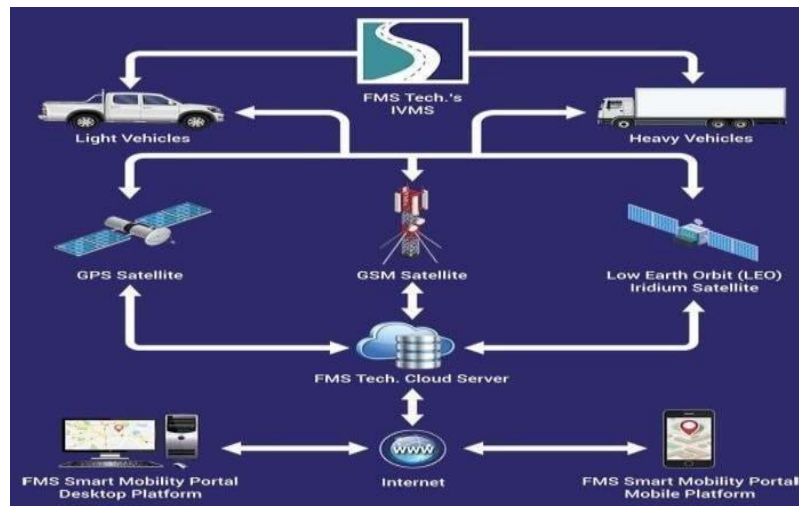 FMS Tech.'s
IVMS
Light Vehicles
Heavy Vehicles
GPS Satellite
GSM Satellite
Low Earth Orbit (LEO)
Iridium Satellite
FMS Tech. Cloud Server
www
FMS Smart Mobility Portal
Desktop Platform
Internet
FMS Smart Mobility Portal
Mobile Platform